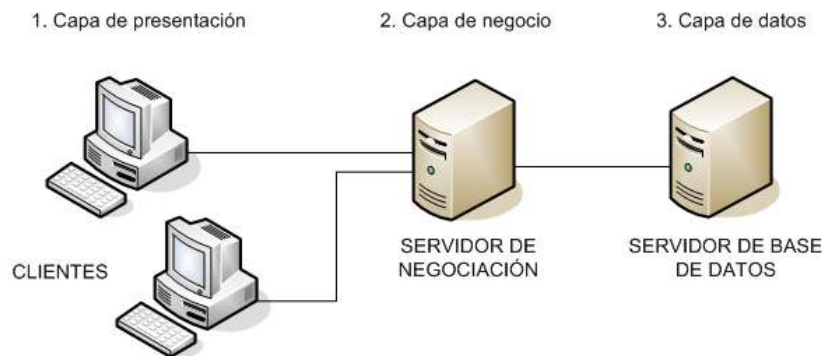 1. Capa de presentación
2. Capa de negocio
3. Capa de datos
CLIENTES
SERVIDOR DE
NEGOCIACIÓN
SERVIDOR DE BASE
DE DATOS